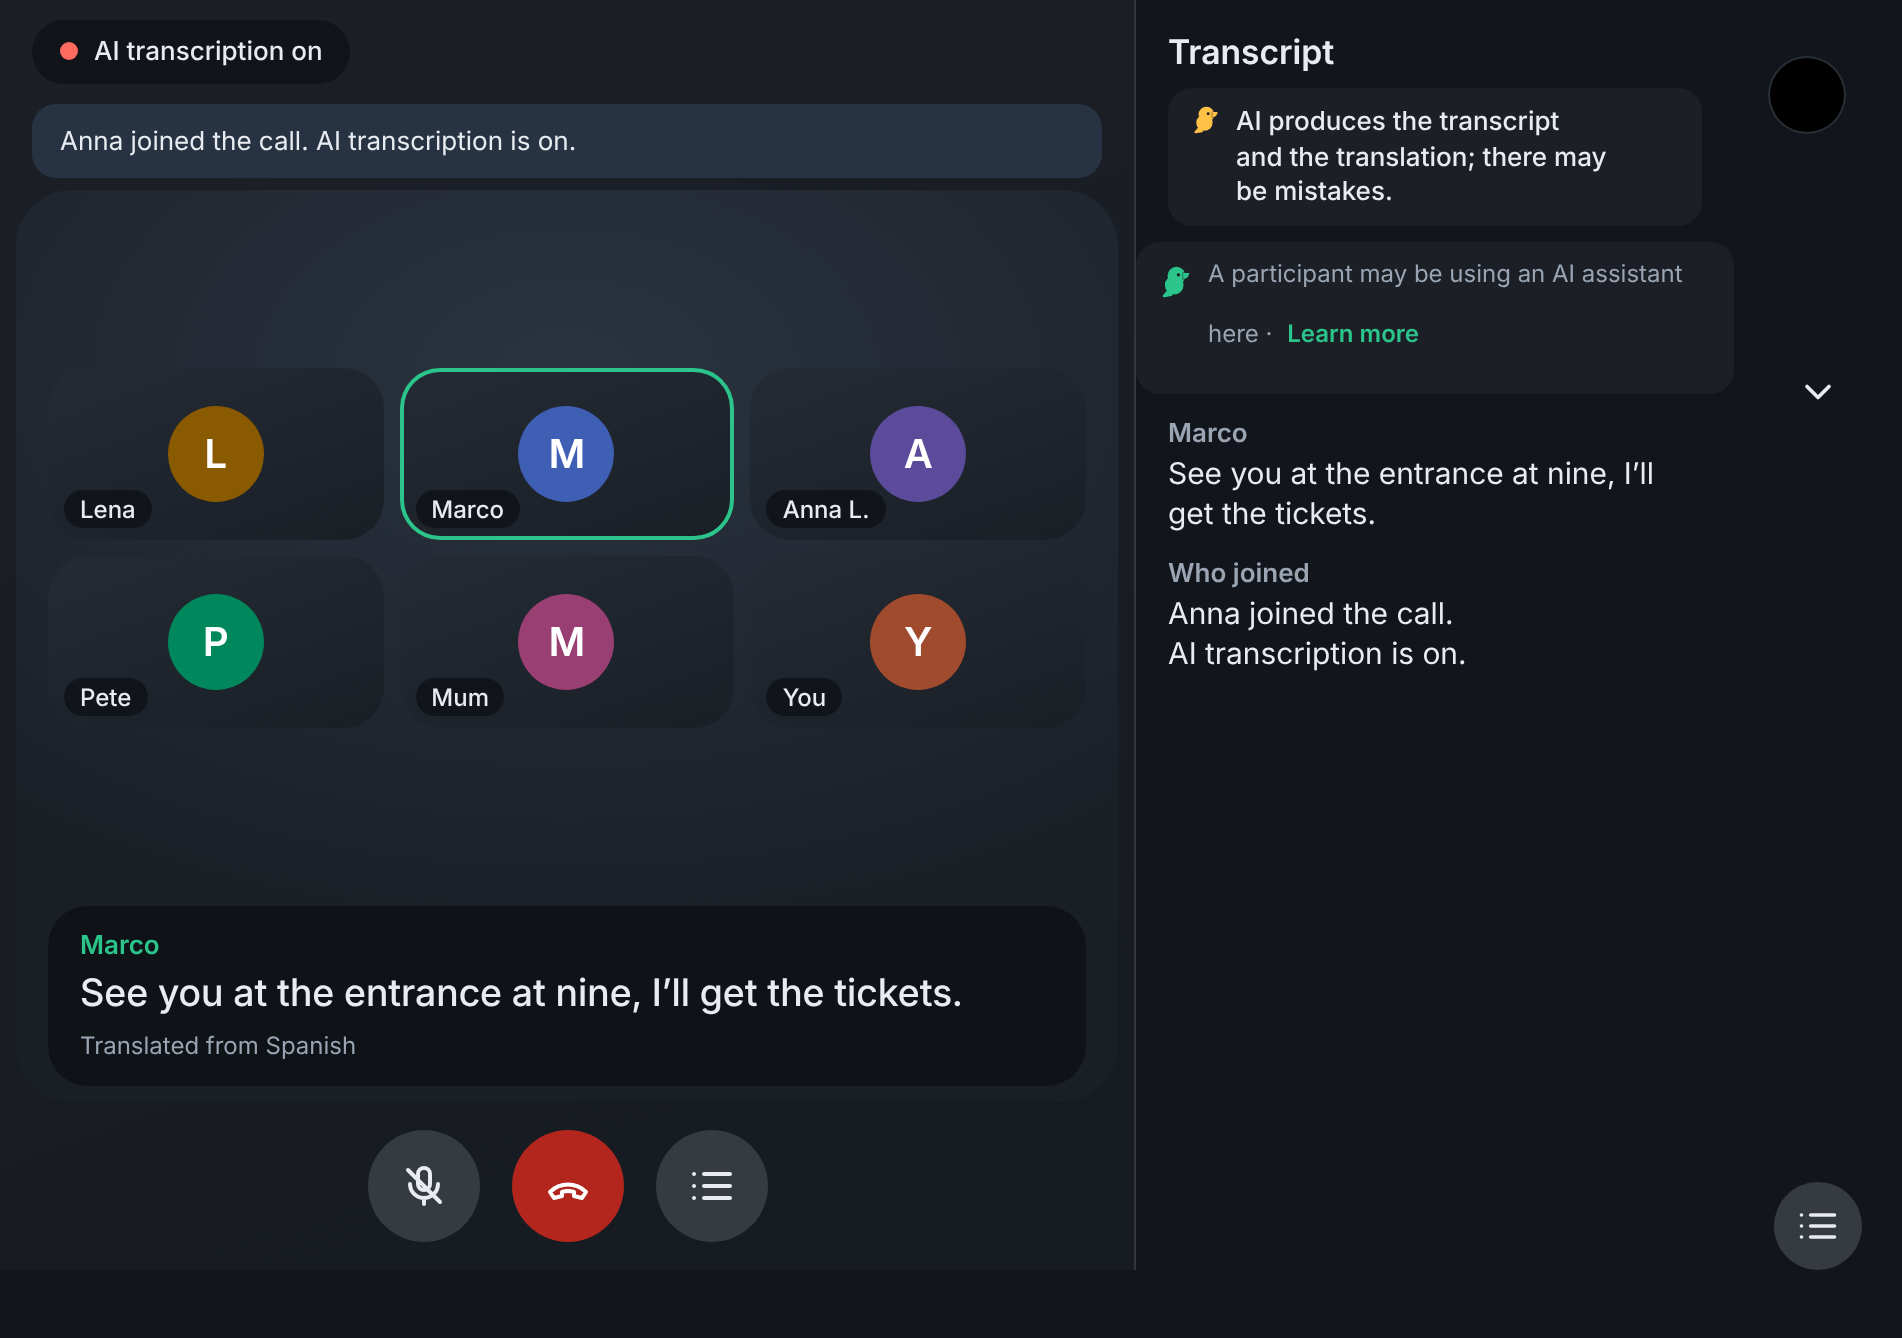 AI transcription on
Anna joined the call. AI transcription is on.
L
Lena
M
Marco
A
Anna L.
P
Pete
M
Mum
Y
You
Marco
See you at the entrance at nine, I’ll get the tickets.
Translated from Spanish
Transcript
AI produces the transcript
and the translation; there may
be mistakes.
A participant may be using an AI assistant
here · Learn more
Marco
See you at the entrance at nine, I’ll
get the tickets.
Who joined
Anna joined the call.
AI transcription is on.